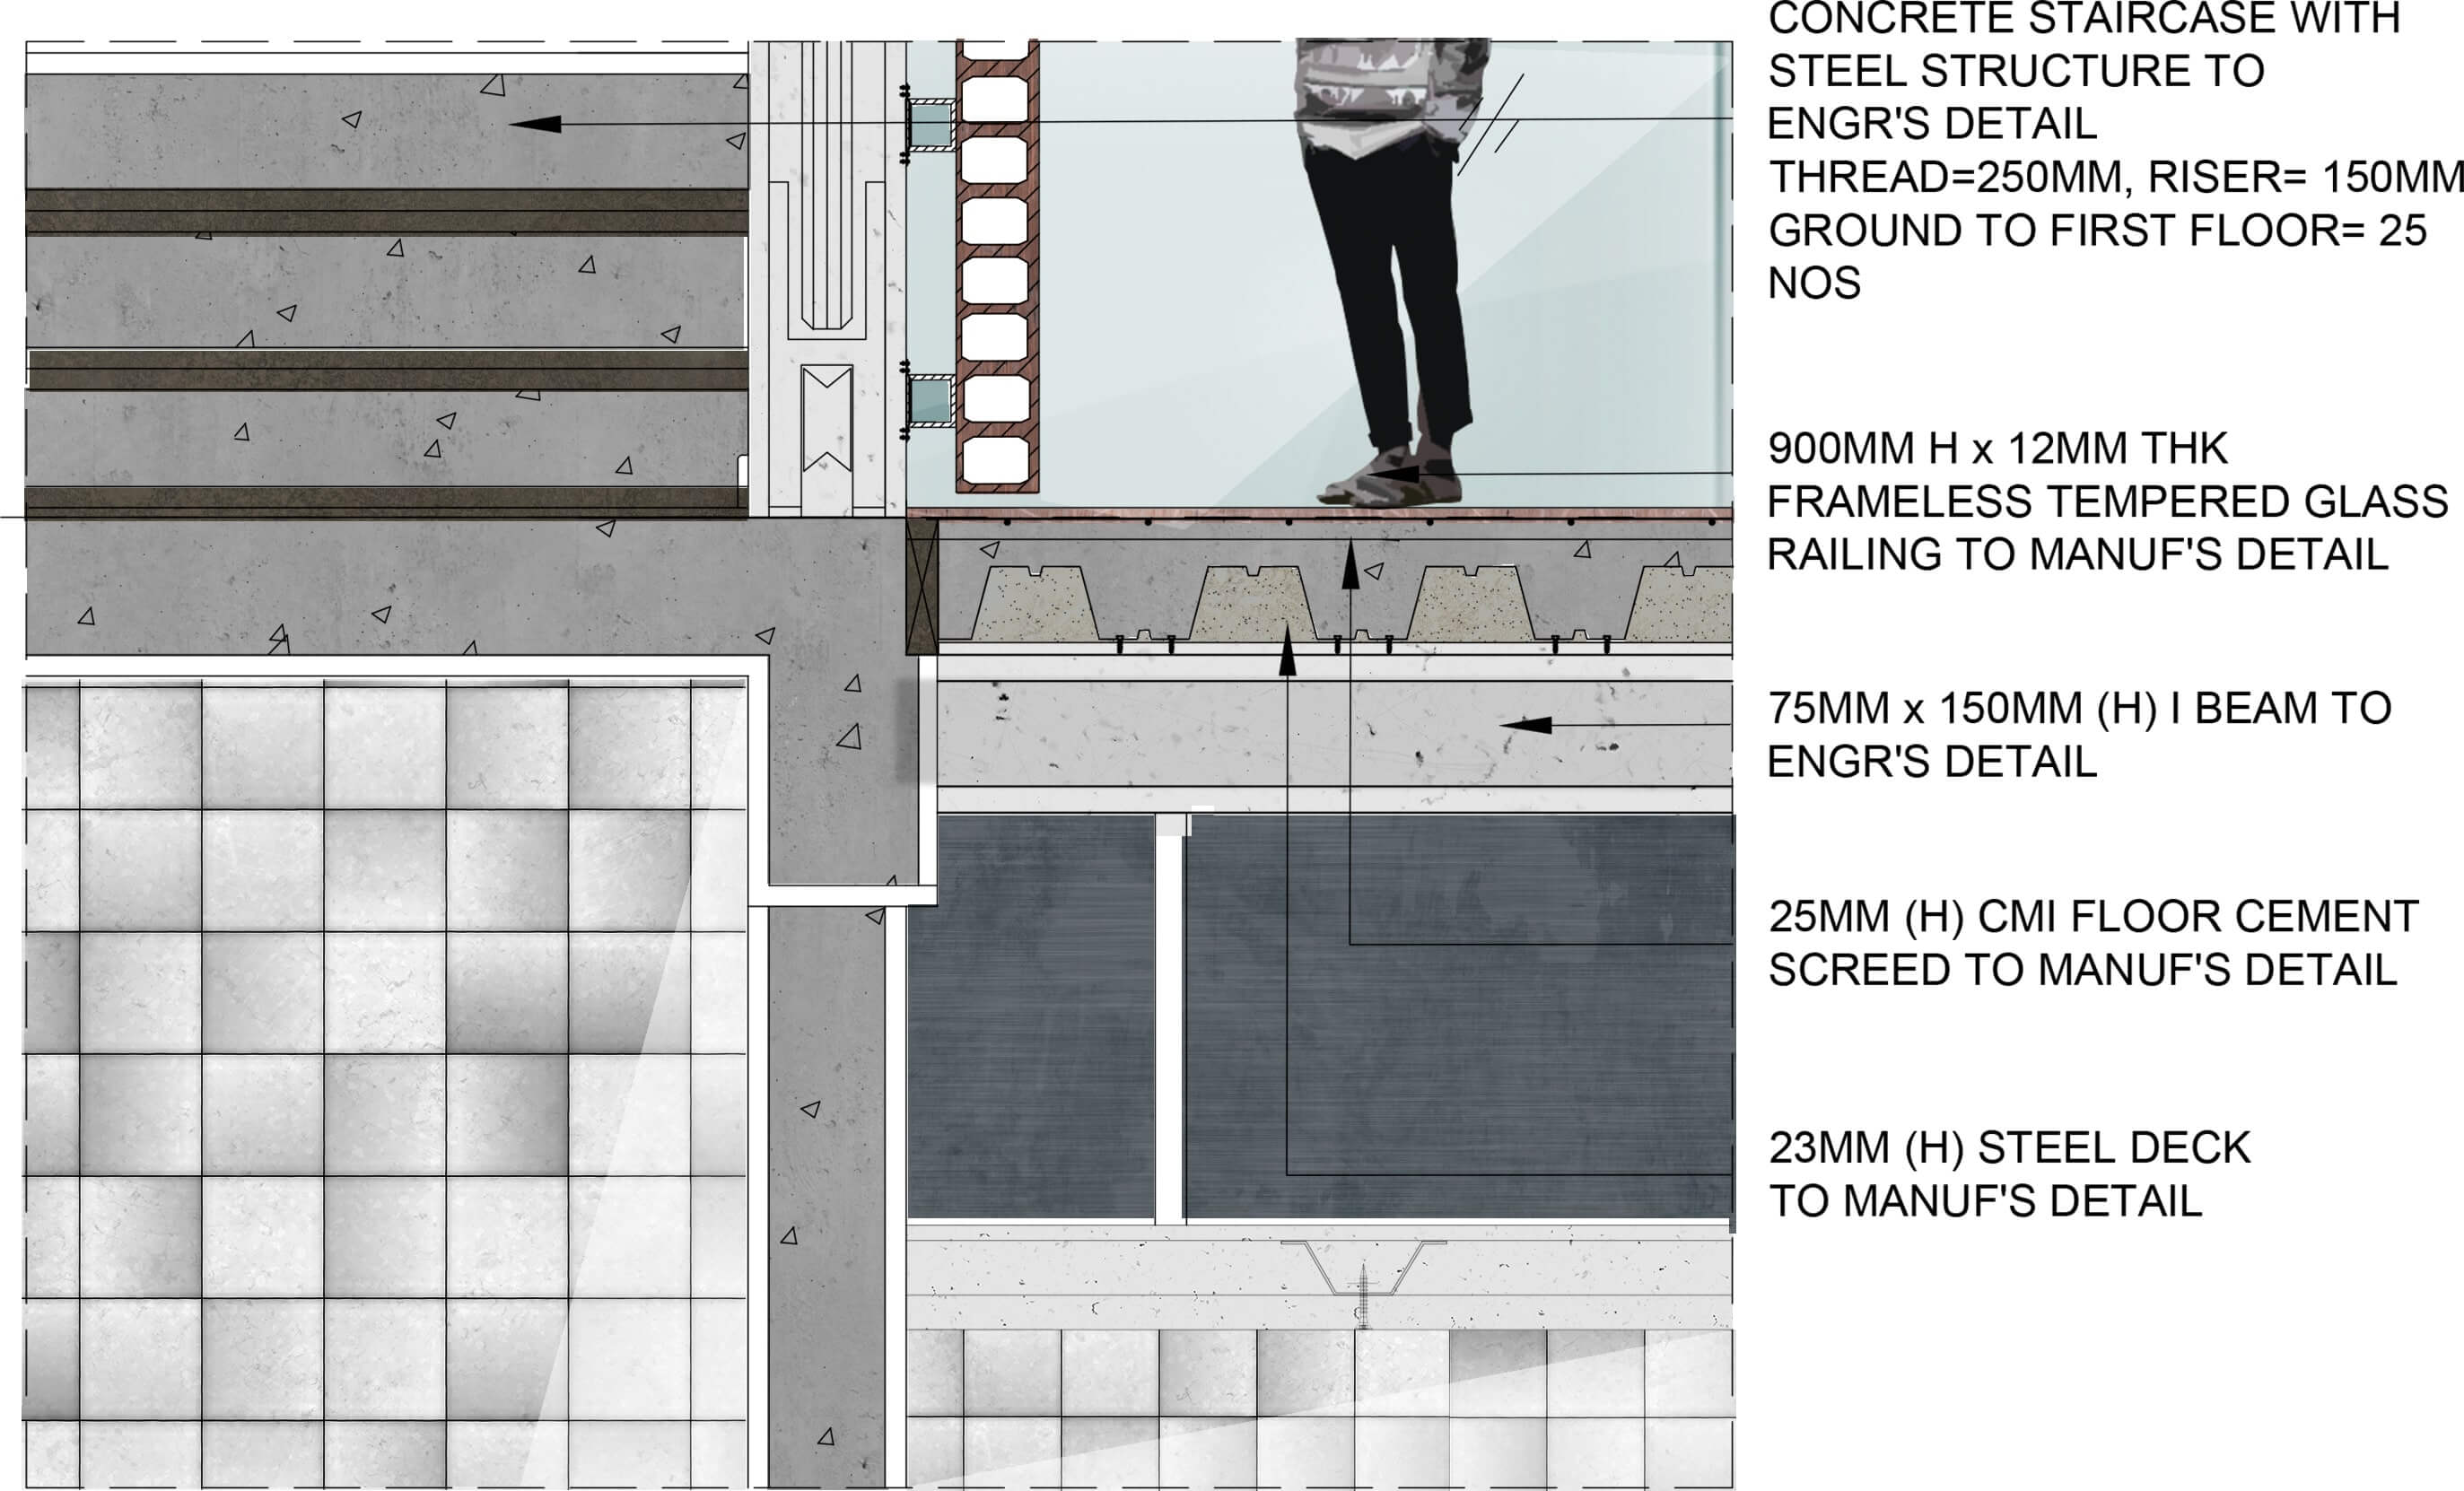 CONCRETE STAIRCASE WITH
STEEL STRUCTURE TO
ENGR'S DETAIL
THREAD=250MM, RISER= 150MM
GROUND TO FIRST FLOOR= 25
NOS
900MM H x 12MM THK
FRAMELESS TEMPERED GLASS
RAILING TO MANUF'S DETAIL
75MM x 150MM (H) I BEAM TO
ENGR'S DETAIL
25MM (H) CMI FLOOR CEMENT
SCREED TO MANUF'S DETAIL
23MM (H) STEEL DECK
TO MANUF'S DETAIL